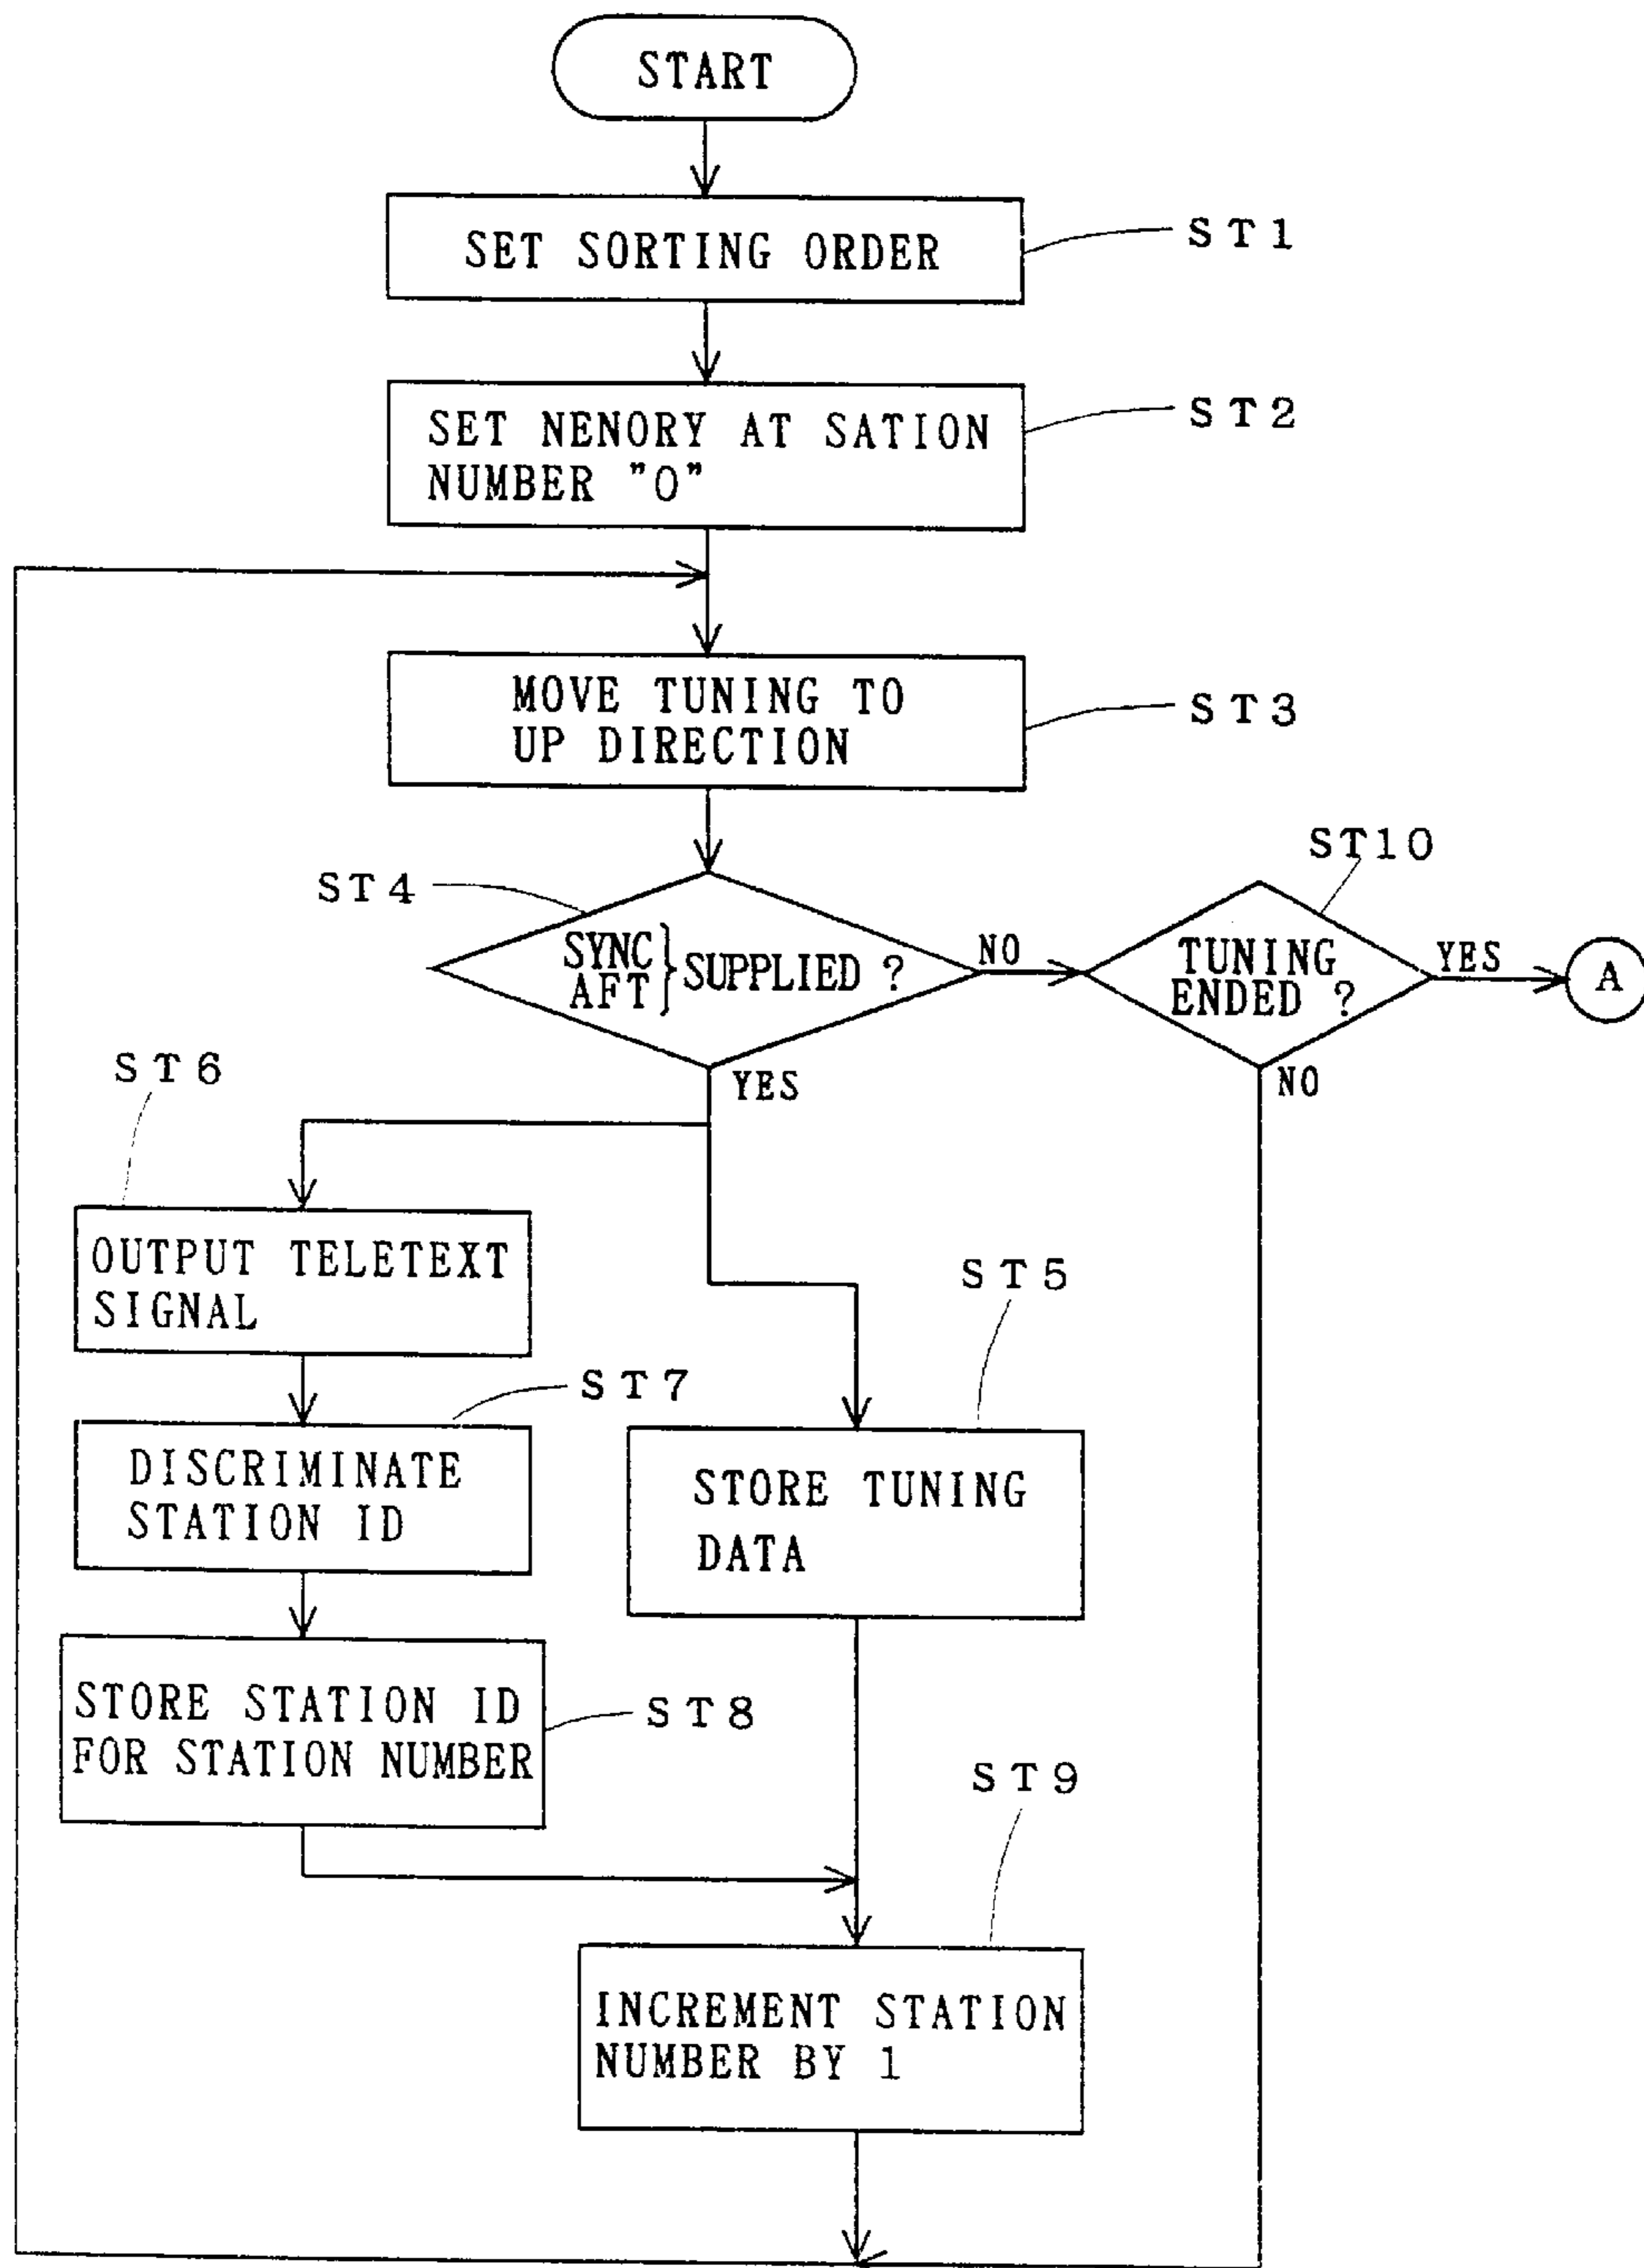 START
SET SORTING ORDER
ST1
SET NENORY AT SATION
NUMBER "0"
ST2
MOVE TUNING TO
UP DIRECTION
ST3
ST4
SYNC
AFT
SUPPLIED ?
NO
YES
ST10
TUNING
ENDED ?
YES
A
NO
ST6
OUTPUT TELETEXT
SIGNAL
ST5
ST7
DISCRIMINATE
STATION ID
STORE TUNING
DATA
STORE STATION ID
FOR STATION NUMBER
ST8
ST9
INCREMENT STATION
NUMBER BY 1